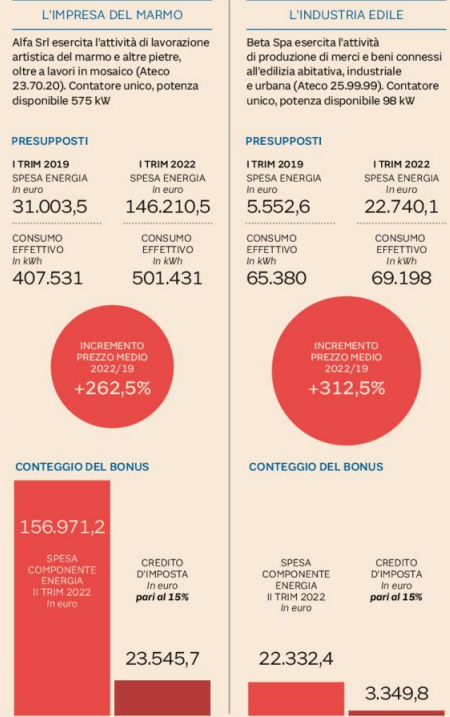 L'IMPRESA DEL MARMO
Alfa Srl esercita l'attività di lavorazione
artistica del marmo e altre pietre,
oltre a lavori in mosaico (Ateco
23.70.20). Contatore unico, potenza
disponibile 575 kW
PRESUPPOSTI
I TRIM 2019
SPESA ENERGIA
In euro
31.003,5
I TRIM 2022
SPESA ENERGIA
In euro
146.210,5
CONSUMO
EFFETTIVO
In kWh
407.531
CONSUMO
EFFETTIVO
In kWh
501.431
INCREMENTO
PREZZO MEDIO
2022/19
+262,5%
CONTEGGIO DEL BONUS
156.971,2
SPESA
COMPONENTE
ENERGIA
II TRIM 2022
In euro
CREDITO
D'IMPOSTA
In euro
pari al 15%
23.545,7
L'INDUSTRIA EDILE
Beta Spa esercita l'attività
di produzione di merci e beni connessi
all'edilizia abitativa, industriale
e urbana (Ateco 25.99.99). Contatore
unico, potenza disponibile 98 kW
PRESUPPOSTI
I TRIM 2019
SPESA ENERGIA
In euro
5.552,6
I TRIM 2022
SPESA ENERGIA
In euro
22.740,1
CONSUMO
EFFETTIVO
In kWh
65.380
CONSUMO
EFFETTIVO
In kWh
69.198
INCREMENTO
PREZZO MEDIO
2022/19
+312,5%
CONTEGGIO DEL BONUS
SPESA
COMPONENTE
ENERGIA
II TRIM 2022
In euro
22.332,4
CREDITO
D'IMPOSTA
In euro
pari al 15%
3.349,8